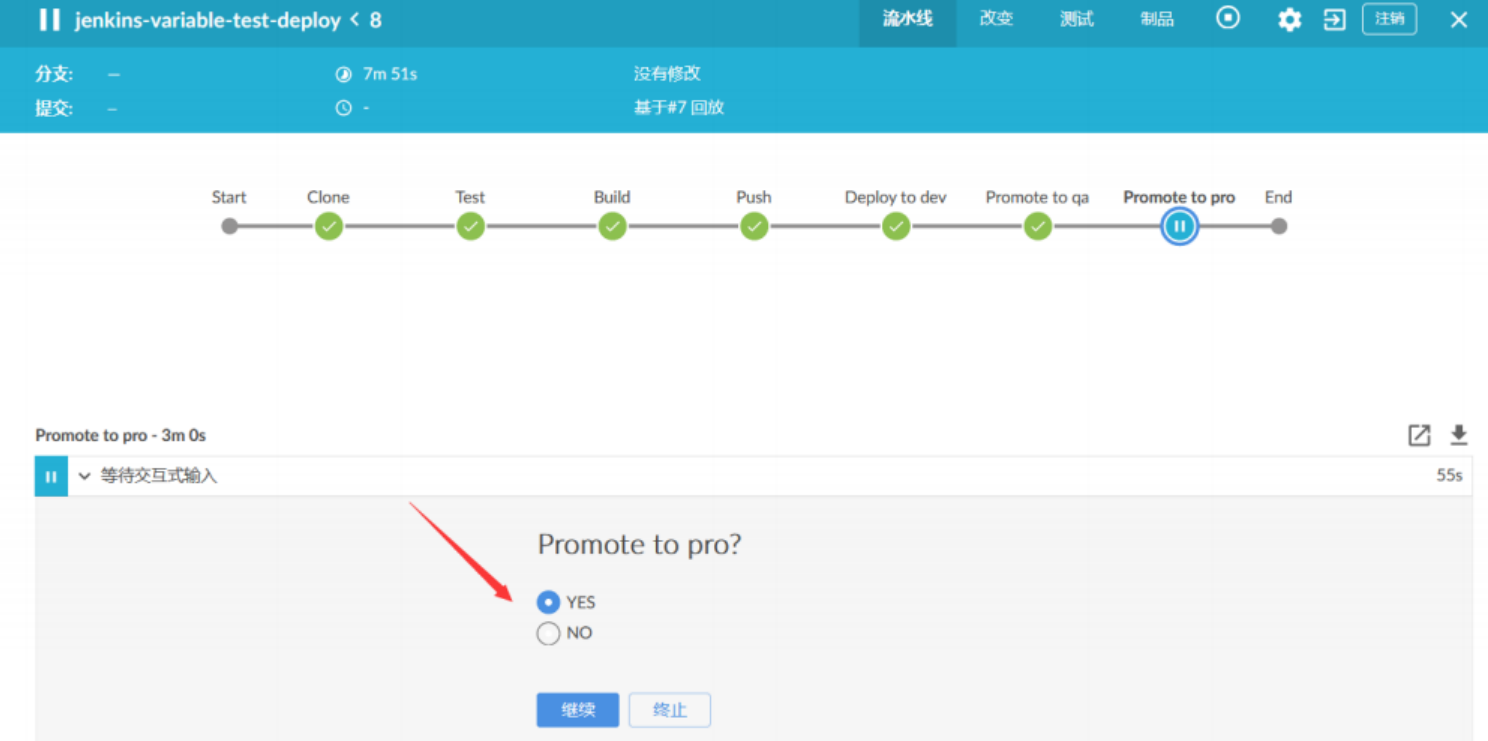 jenkins-variable-test-deploy < 8 流水线 改变 测试 制品 注销
分支: — 7m 51s 没有修改
提交: — - 基于#7 回放
Start Clone Test Build Push Deploy to dev Promote to qa Promote to pro End
Promote to pro - 3m 0s
等待交互式输入 55s
Promote to pro?
YES
NO
继续 终止